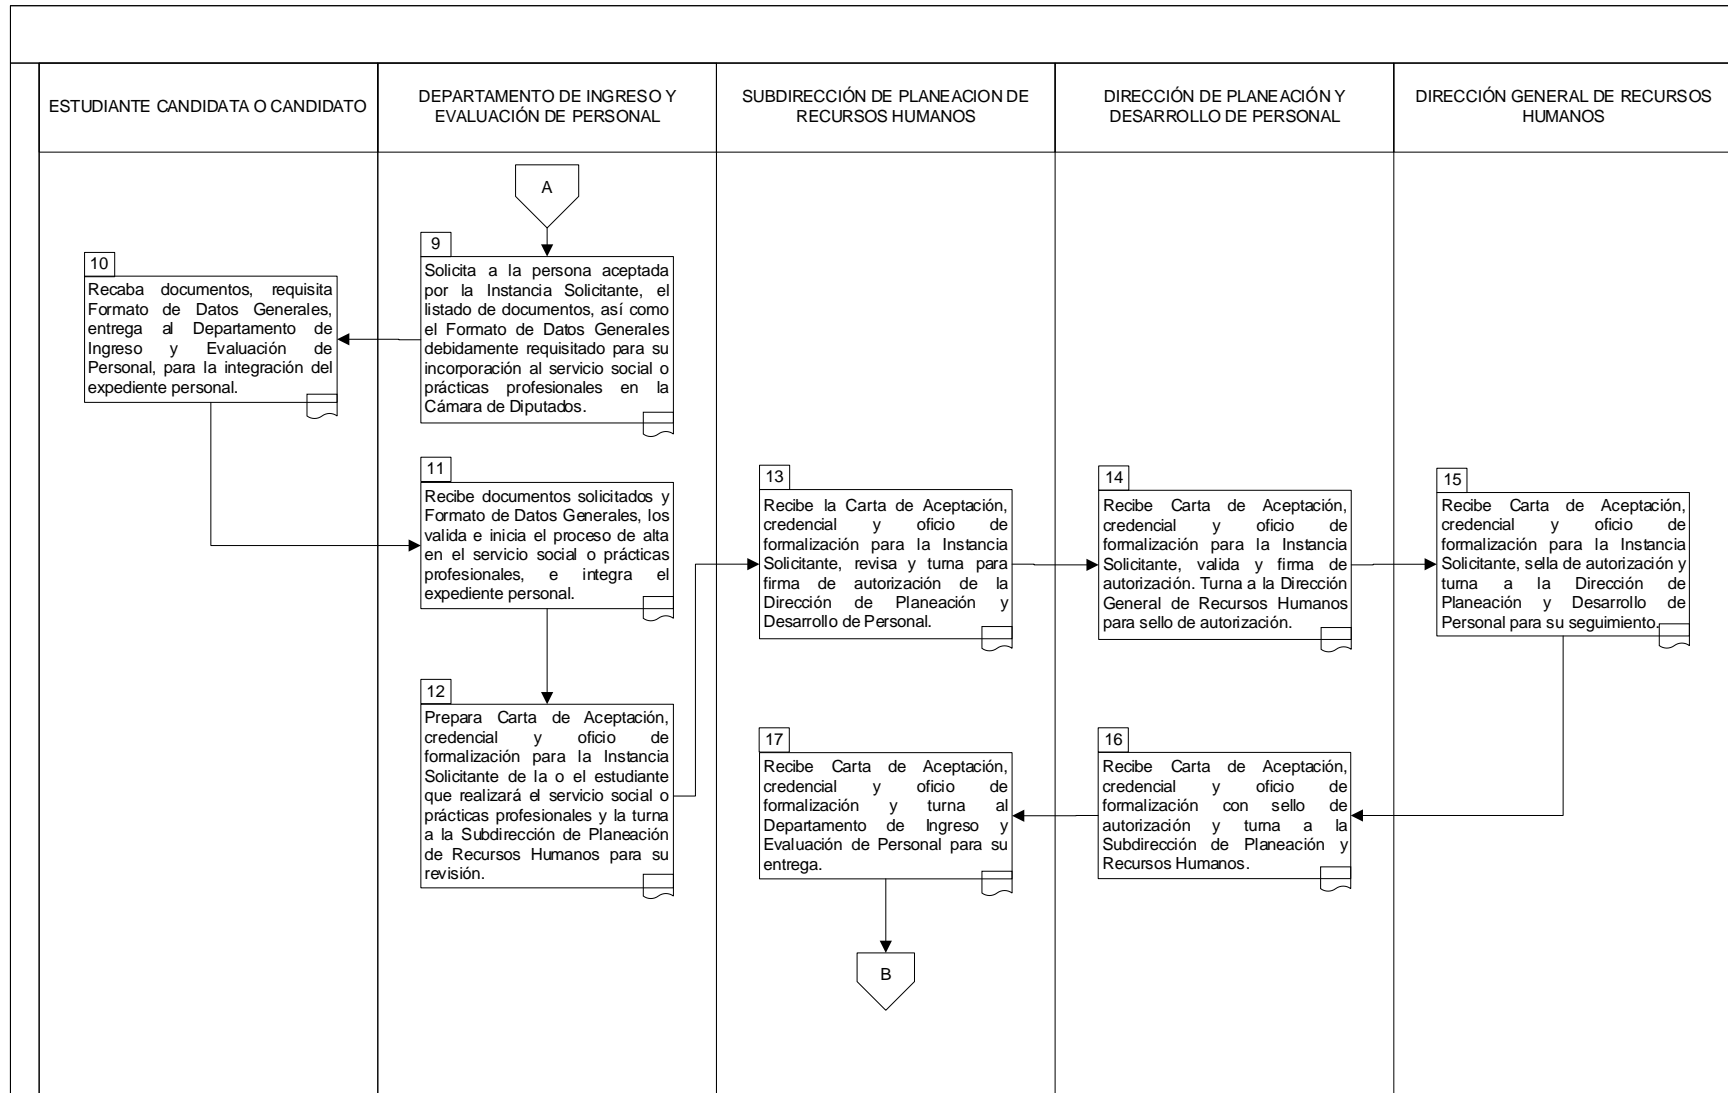 ESTUDIANTE CANDIDATA O CANDIDATO
DEPARTAMENTO DE INGRESO Y
EVALUACIÓN DE PERSONAL
SUBDIRECCIÓN DE PLANEACION DE
RECURSOS HUMANOS
DIRECCIÓN DE PLANEACIÓN Y
DESARROLLO DE PERSONAL
DIRECCIÓN GENERAL DE RECURSOS
HUMANOS
A
9
Solicita a la persona aceptada
por la Instancia Solicitante, el
listado de documentos, así como
el Formato de Datos Generales
debidamente requisitado para su
incorporación al servicio social o
prácticas profesionales en la
Cámara de Diputados.
10
Recaba documentos, requisita
Formato de Datos Generales,
entrega al Departamento de
Ingreso y Evaluación de
Personal, para la integración del
expediente personal.
11
Recibe documentos solicitados y
Formato de Datos Generales, los
valida e inicia el proceso de alta
en el servicio social o prácticas
profesionales, e integra el
expediente personal.
12
Prepara Carta de Aceptación,
credencial y oficio de
formalización para la Instancia
Solicitante de la o el estudiante
que realizará el servicio social o
prácticas profesionales y la turna
a la Subdirección de Planeación
de Recursos Humanos para su
revisión.
13
Recibe la Carta de Aceptación,
credencial y oficio de
formalización para la Instancia
Solicitante, revisa y turna para
firma de autorización de la
Dirección de Planeación y
Desarrollo de Personal.
14
Recibe Carta de Aceptación,
credencial y oficio de
formalización para la Instancia
Solicitante, valida y firma de
autorización. Turna a la Dirección
General de Recursos Humanos
para sello de autorización.
15
Recibe Carta de Aceptación,
credencial y oficio de
formalización para la Instancia
Solicitante, sella de autorización y
turna a la Dirección de
Planeación y Desarrollo de
Personal para su seguimiento.
16
Recibe Carta de Aceptación,
credencial y oficio de
formalización con sello de
autorización y turna a la
Subdirección de Planeación y
Recursos Humanos.
17
Recibe Carta de Aceptación,
credencial y oficio de
formalización y turna al
Departamento de Ingreso y
Evaluación de Personal para su
entrega.
B